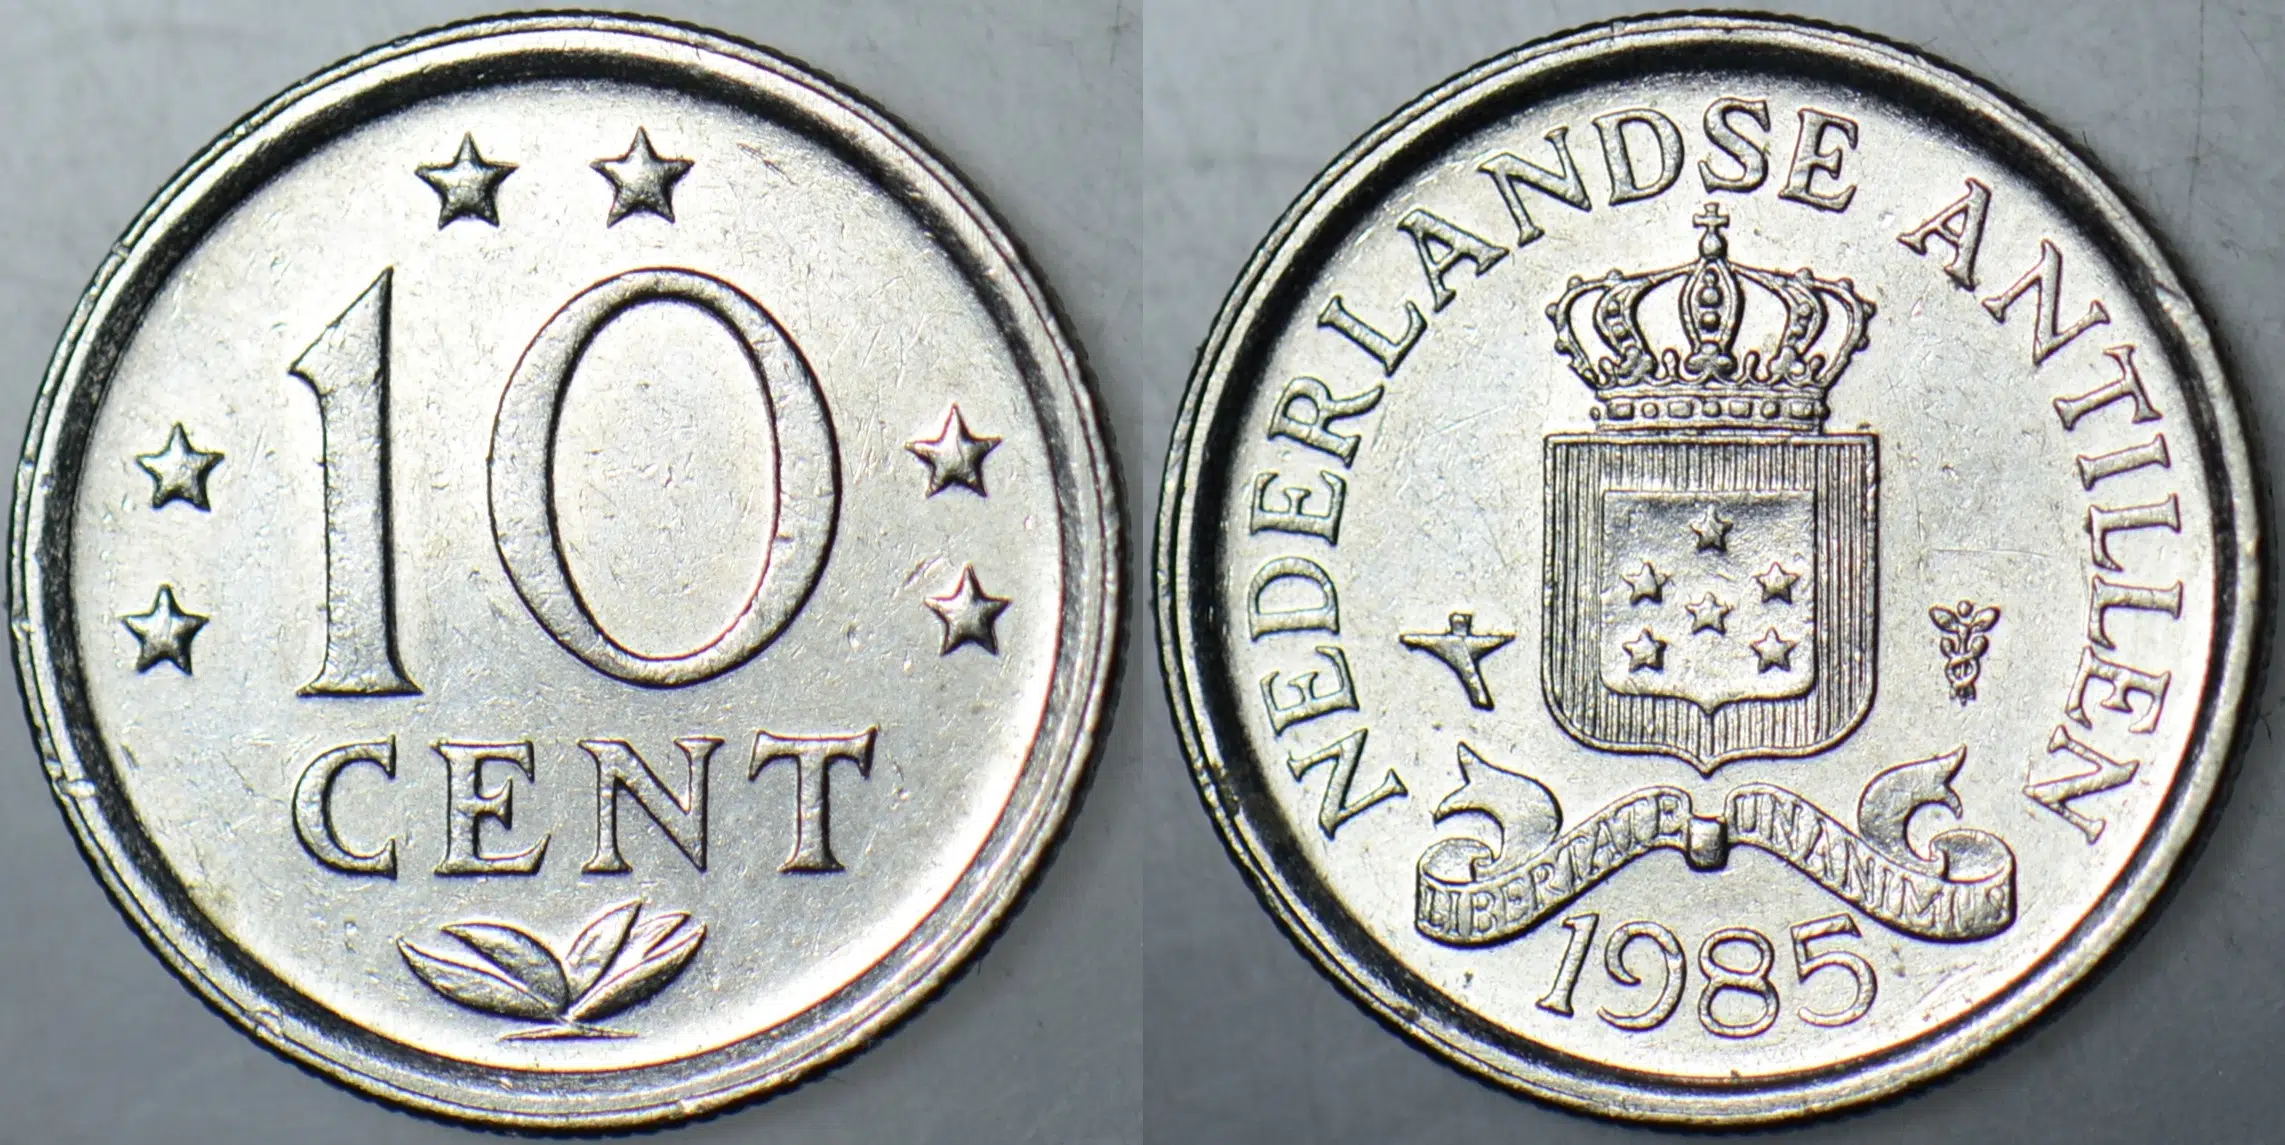 10
CENT
NEDERLANDSE ANTILLEN
LIBERTATE UNANIMUS
1985